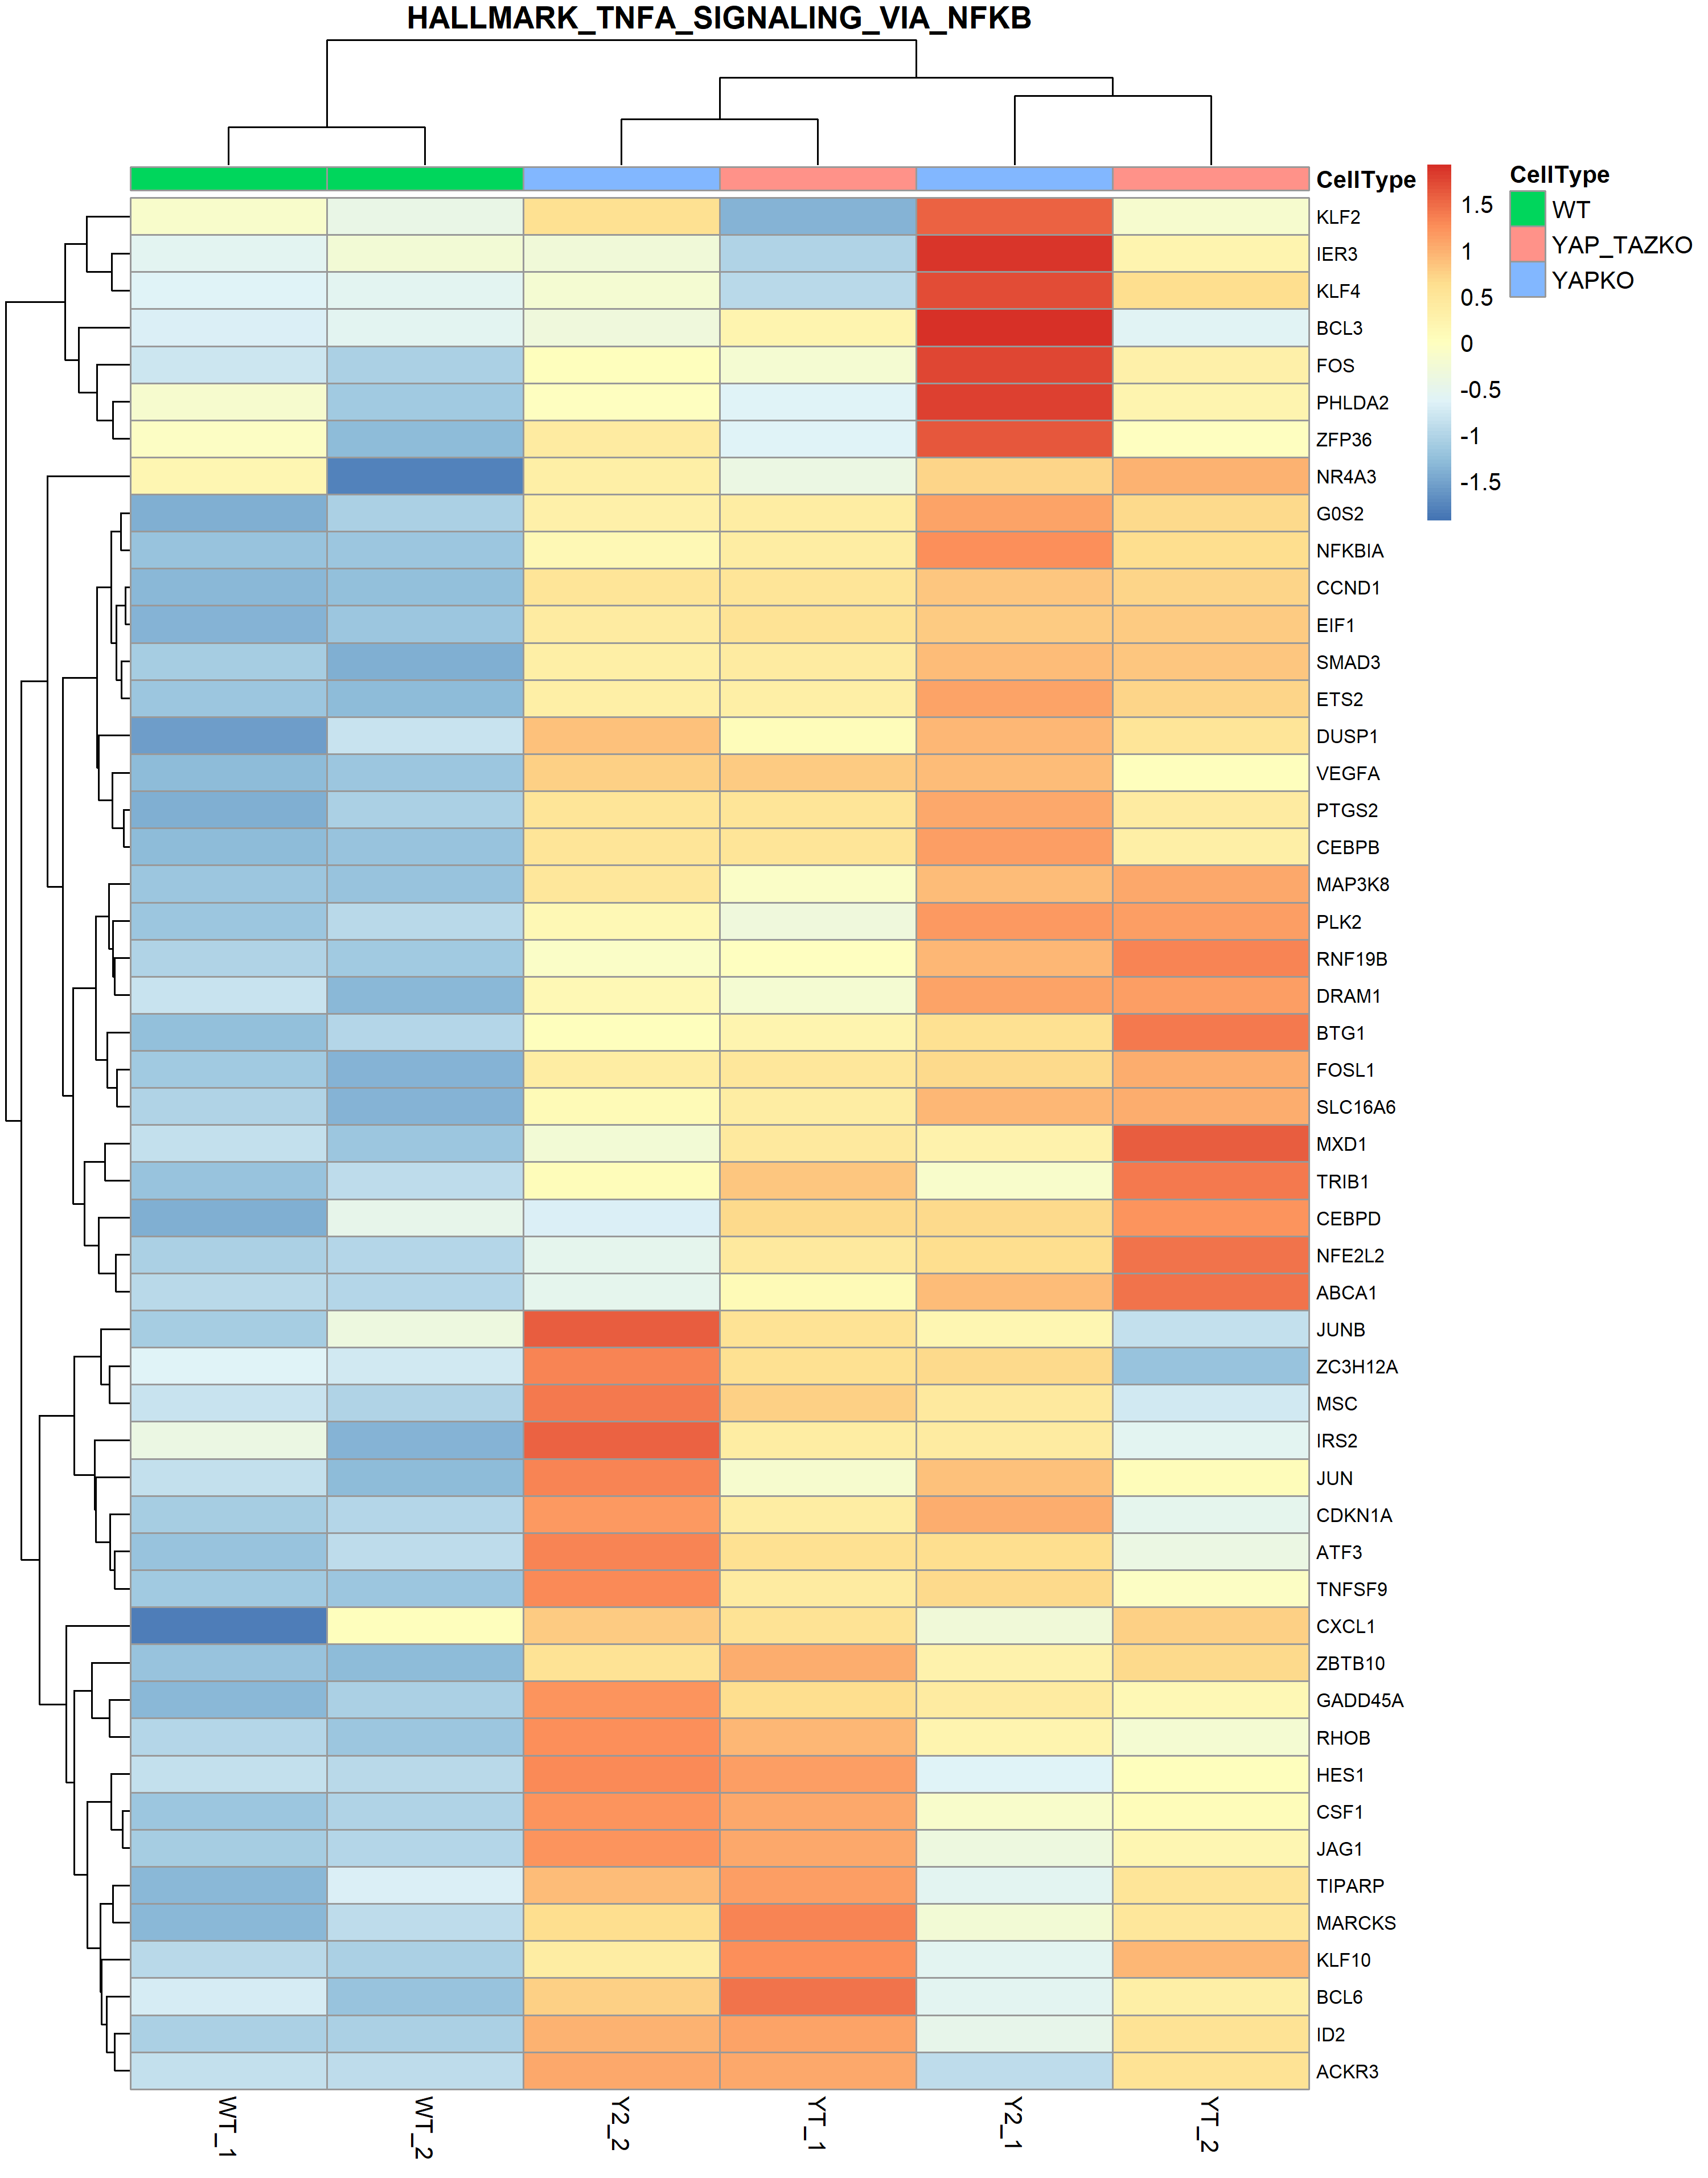 HALLMARK_TNFA_SIGNALING_VIA_NFKB
CellType
CellType
WT
YAP_TAZKO
YAPKO
1.5
1
0.5
0
-0.5
-1
-1.5
KLF2
IER3
KLF4
BCL3
FOS
PHLDA2
ZFP36
NR4A3
G0S2
NFKBIA
CCND1
EIF1
SMAD3
ETS2
DUSP1
VEGFA
PTGS2
CEBPB
MAP3K8
PLK2
RNF19B
DRAM1
BTG1
FOSL1
SLC16A6
MXD1
TRIB1
CEBPD
NFE2L2
ABCA1
JUNB
ZC3H12A
MSC
IRS2
JUN
CDKN1A
ATF3
TNFSF9
CXCL1
ZBTB10
GADD45A
RHOB
HES1
CSF1
JAG1
TIPARP
MARCKS
KLF10
BCL6
ID2
ACKR3
WT_1
WT_2
Y2_2
YT_1
Y2_1
YT_2